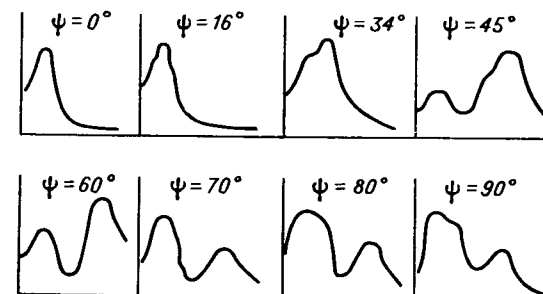 ψ = 0°
ψ = 16°
ψ = 34°
ψ = 45°
ψ = 60°
ψ = 70°
ψ = 80°
ψ = 90°